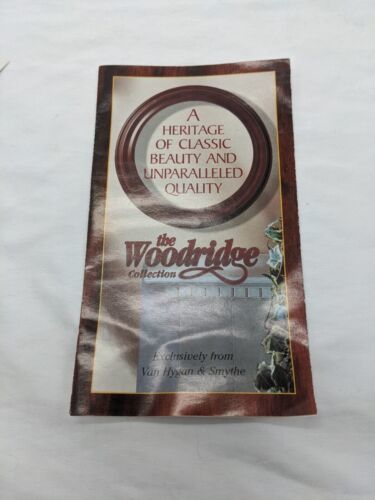 A
HERITAGE
OF CLASSIC
BEAUTY AND
UNPARALLELED
QUALITY
the
Woodridge
Collection
Exclusively from
Van Hygan & Smythe